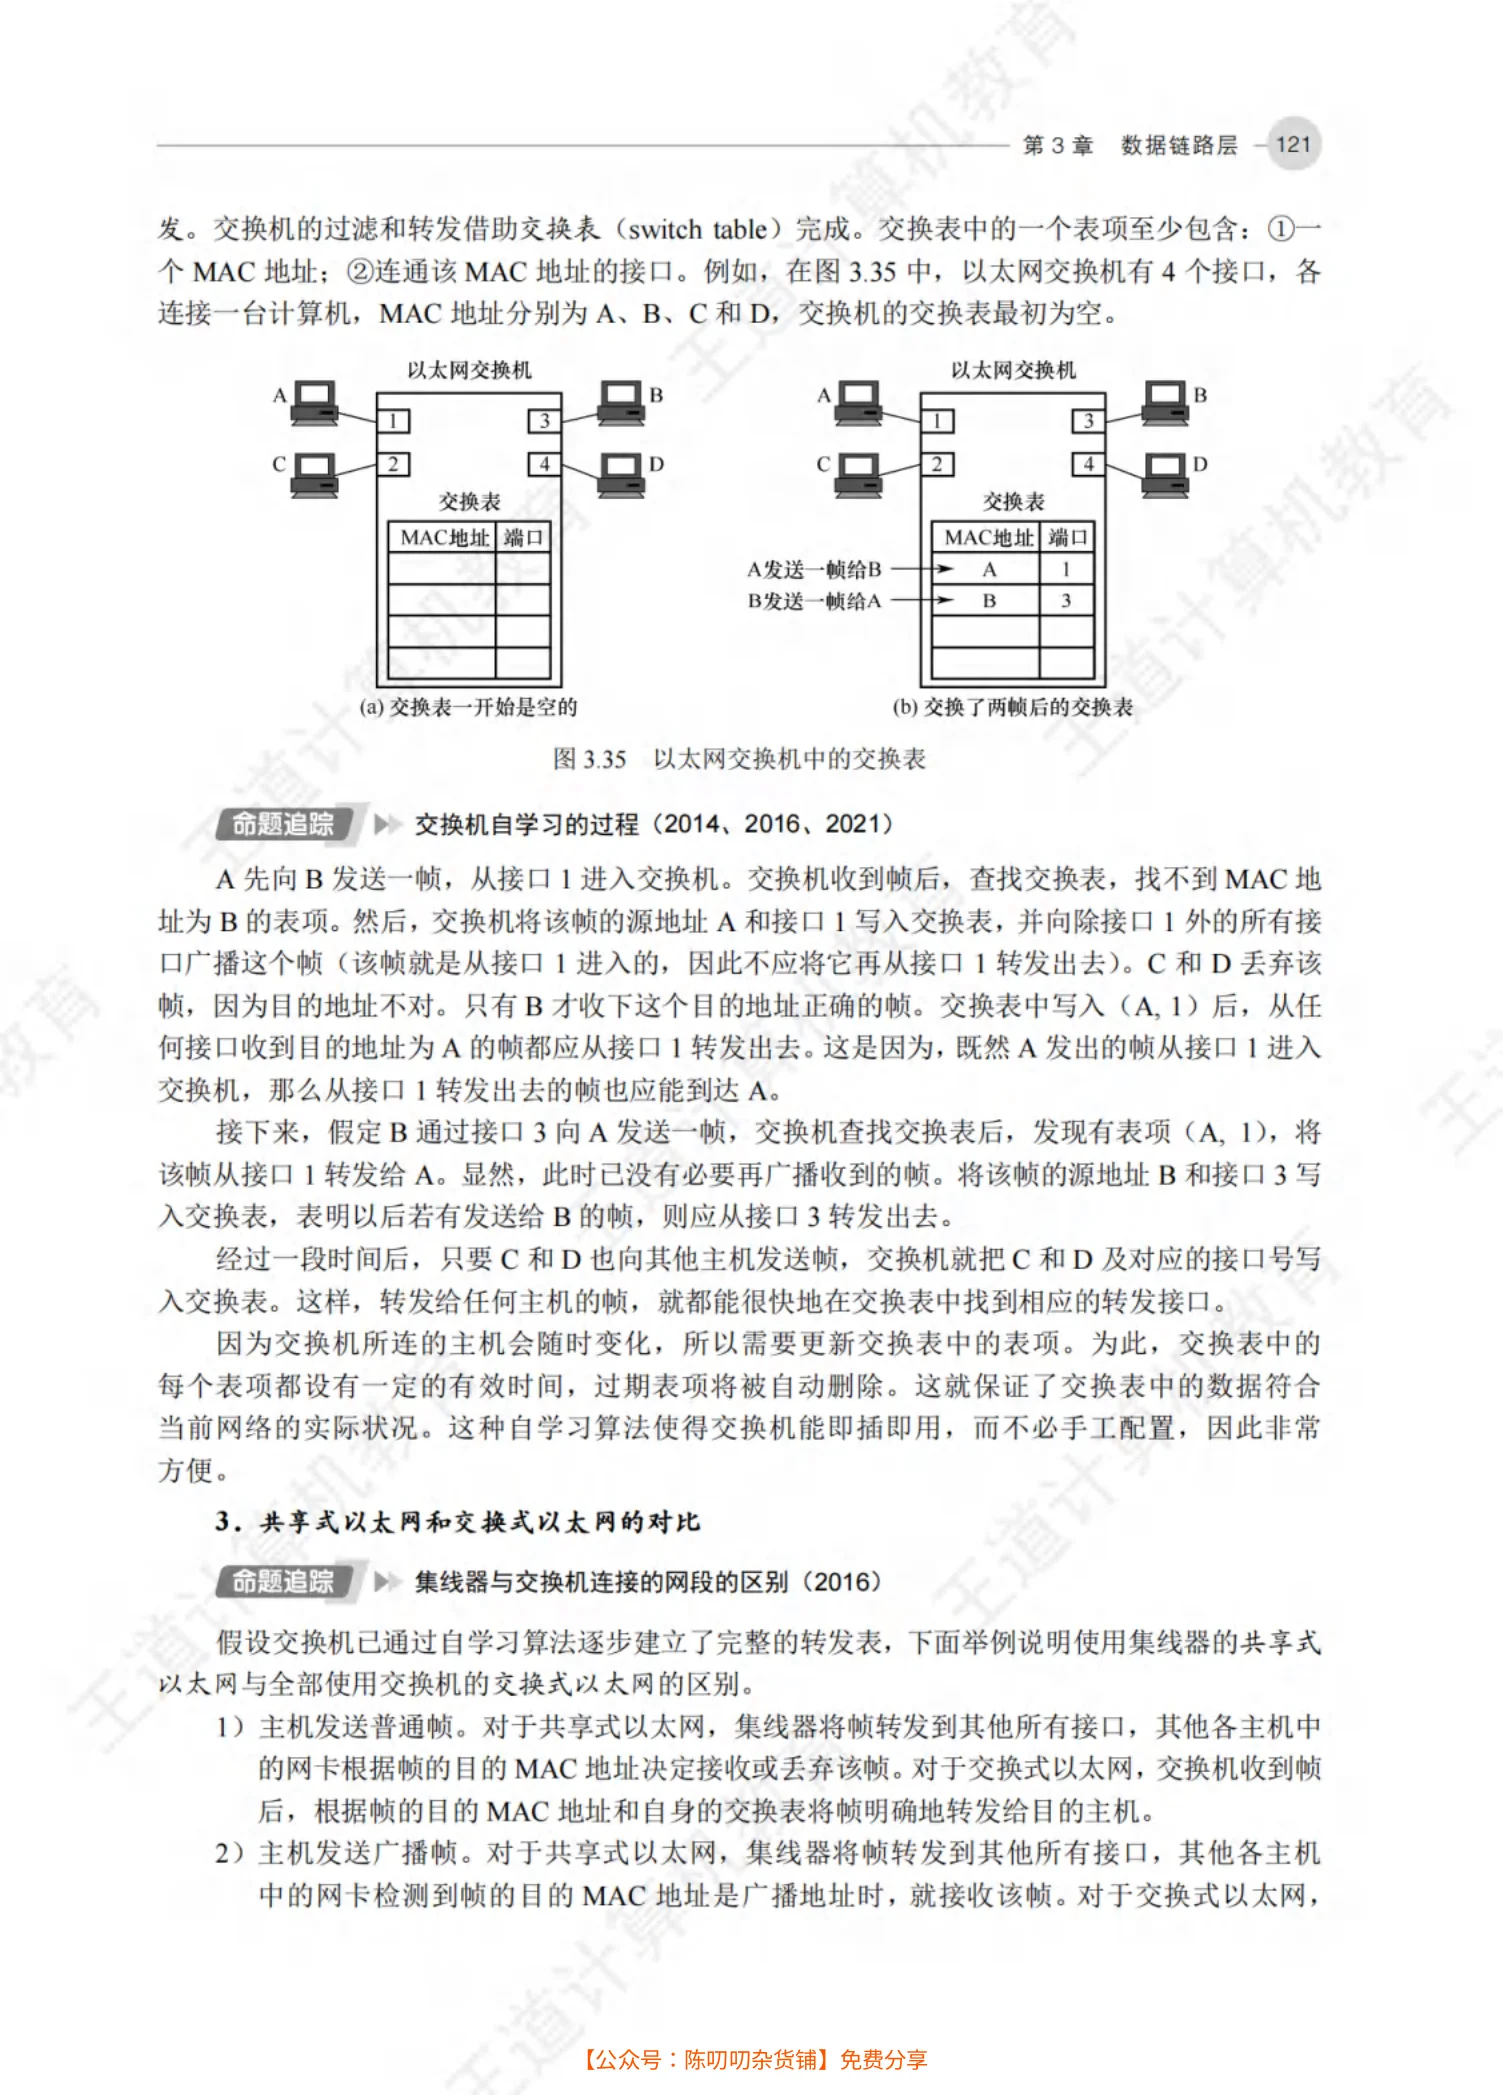 第 3 章 数据链路层 121
发。交换机的过滤和转发借助交换表（switch table）完成。交换表中的一个表项至少包含：①一
个 MAC 地址；②连通该 MAC 地址的接口。例如，在图 3.35 中，以太网交换机有 4 个接口，各
连接一台计算机，MAC 地址分别为 A、B、C 和 D，交换机的交换表最初为空。
以太网交换机
A
1
3
B
C
2
4
D
交换表
MAC地址 端口
(a) 交换表一开始是空的
以太网交换机
A
1
3
B
C
2
4
D
交换表
MAC地址 端口
A发送一帧给B A 1
B发送一帧给A B 3
(b) 交换了两帧后的交换表
图 3.35 以太网交换机中的交换表
命题追踪 交换机自学习的过程（2014、2016、2021）
A 先向 B 发送一帧，从接口 1 进入交换机。交换机收到帧后，查找交换表，找不到 MAC 地
址为 B 的表项。然后，交换机将该帧的源地址 A 和接口 1 写入交换表，并向除接口 1 外的所有接
口广播这个帧（该帧就是从接口 1 进入的，因此不应将它再从接口 1 转发出去）。C 和 D 丢弃该
帧，因为目的地址不对。只有 B 才收下这个目的地址正确的帧。交换表中写入（A, 1）后，从任
何接口收到目的地址为 A 的帧都应从接口 1 转发出去。这是因为，既然 A 发出的帧从接口 1 进入
交换机，那么从接口 1 转发出去的帧也应能到达 A。
接下来，假定 B 通过接口 3 向 A 发送一帧，交换机查找交换表后，发现有表项（A, 1），将
该帧从接口 1 转发给 A。显然，此时已没有必要再广播收到的帧。将该帧的源地址 B 和接口 3 写
入交换表，表明以后若有发送给 B 的帧，则应从接口 3 转发出去。
经过一段时间后，只要 C 和 D 也向其他主机发送帧，交换机就把 C 和 D 及对应的接口号写
入交换表。这样，转发给任何主机的帧，就都能很快地在交换表中找到相应的转发接口。
因为交换机所连的主机会随时变化，所以需要更新交换表中的表项。为此，交换表中的
每个表项都设有一定的有效时间，过期表项将被自动删除。这就保证了交换表中的数据符合
当前网络的实际状况。这种自学习算法使得交换机能即插即用，而不必手工配置，因此非常
方便。
3．共享式以太网和交换式以太网的对比
命题追踪 集线器与交换机连接的网段的区别（2016）
假设交换机已通过自学习算法逐步建立了完整的转发表，下面举例说明使用集线器的共享式
以太网与全部使用交换机的交换式以太网的区别。
1）主机发送普通帧。对于共享式以太网，集线器将帧转发到其他所有接口，其他各主机中
的网卡根据帧的目的 MAC 地址决定接收或丢弃该帧。对于交换式以太网，交换机收到帧
后，根据帧的目的 MAC 地址和自身的交换表将帧明确地转发给目的主机。
2）主机发送广播帧。对于共享式以太网，集线器将帧转发到其他所有接口，其他各主机
中的网卡检测到帧的目的 MAC 地址是广播地址时，就接收该帧。对于交换式以太网，
【公众号：陈叨叨杂货铺】免费分享
王道计算机教育